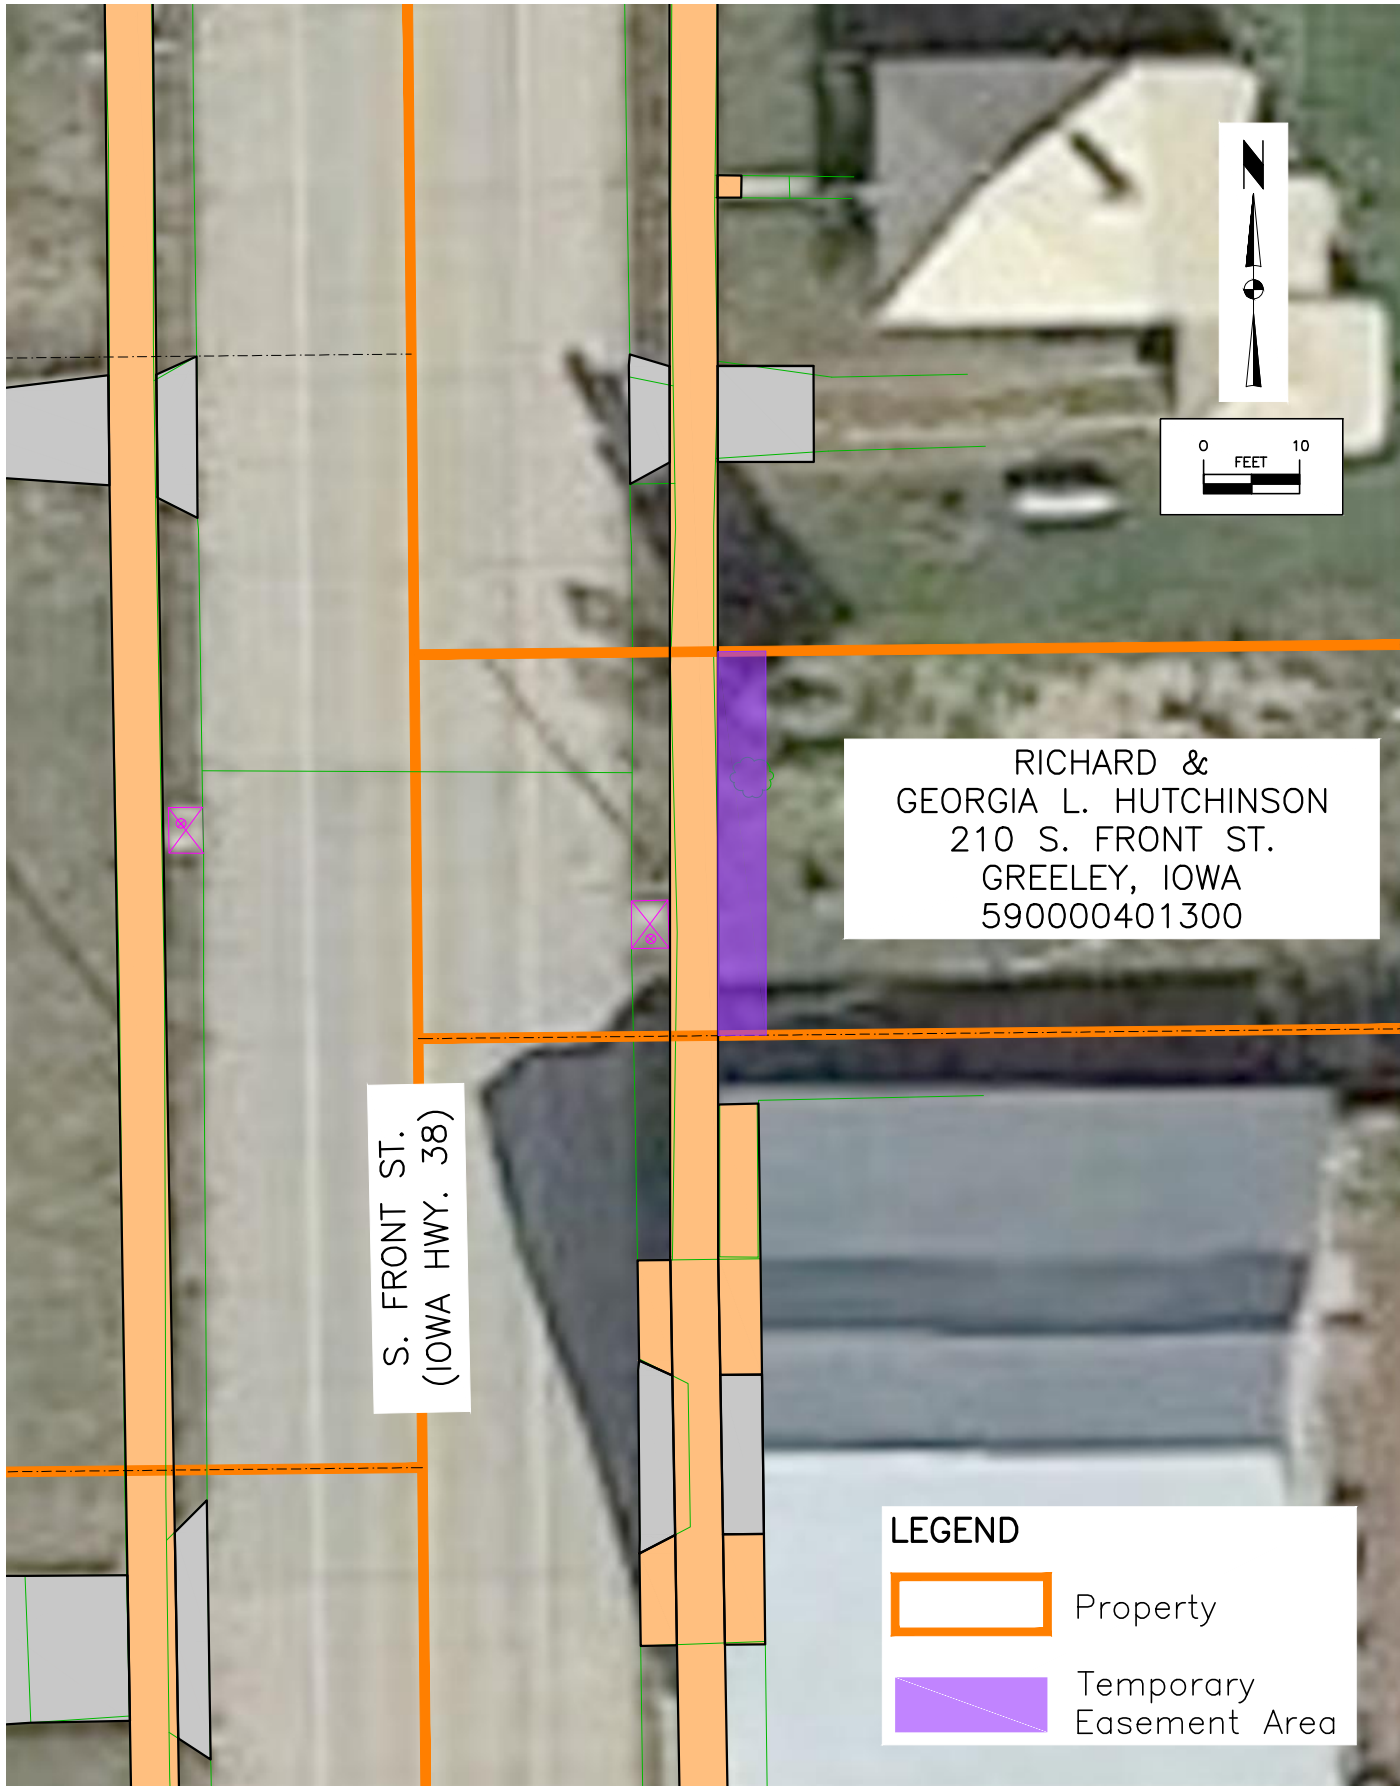 N
0 10
FEET
RICHARD &
GEORGIA L. HUTCHINSON
210 S. FRONT ST.
GREELEY, IOWA
590000401300
S. FRONT ST.
(IOWA HWY. 38)
LEGEND
Property
Temporary
Easement Area